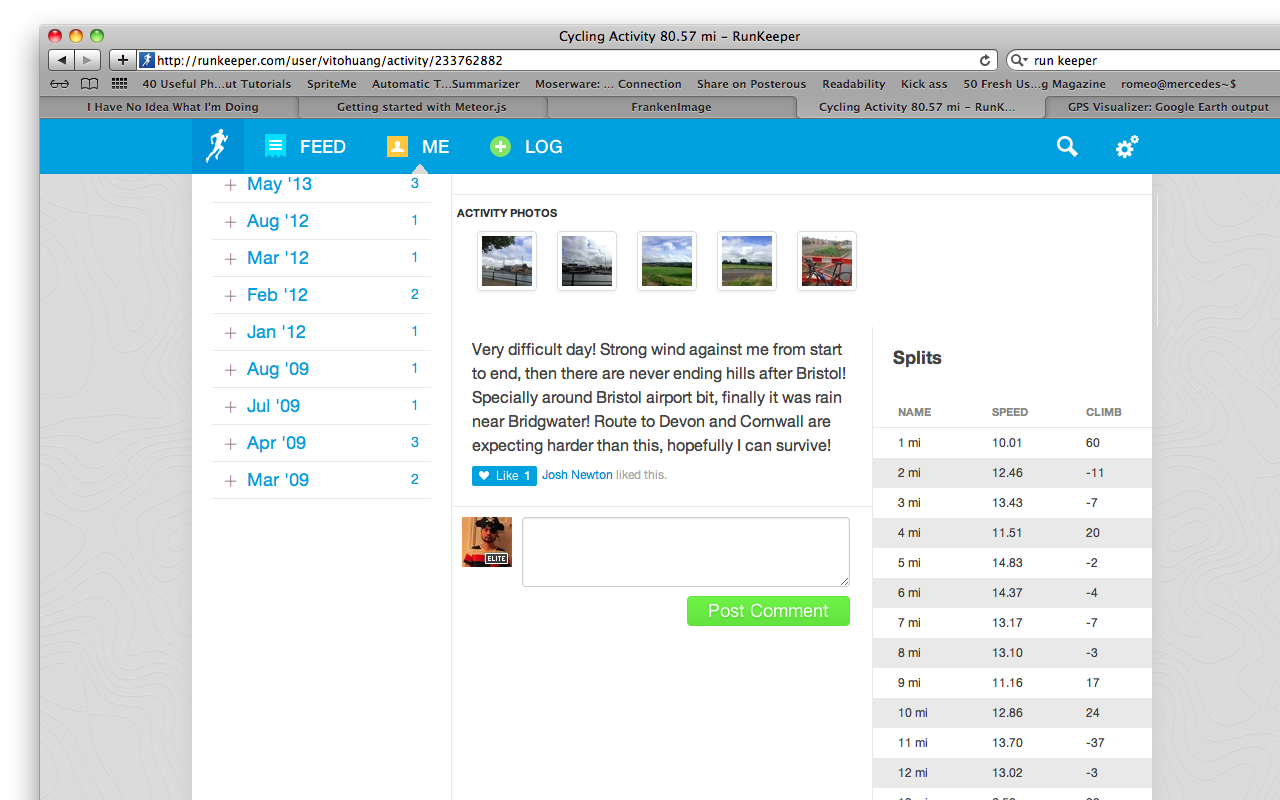 Cycling Activity 80.57 mi – RunKeeper
http://runkeeper.com/user/vitohuang/activity/233762882
run keeper
40 Useful Ph...ut Tutorials SpriteMe Automatic T...Summarizer Moserware: ... Connection Share on Posterous Readability Kick ass 50 Fresh Us...g Magazine romeo@mercedes~$
I Have No Idea What I'm Doing Getting started with Meteor.js FrankenImage Cycling Activity 80.57 mi – RunK... GPS Visualizer: Google Earth output
FEED ME LOG
+ May '13 3
+ Aug '12 1
+ Mar '12 1
+ Feb '12 2
+ Jan '12 1
+ Aug '09 1
+ Jul '09 1
+ Apr '09 3
+ Mar '09 2
ACTIVITY PHOTOS
Very difficult day! Strong wind against me from start
to end, then there are never ending hills after Bristol!
Specially around Bristol airport bit, finally it was rain
near Bridgwater! Route to Devon and Cornwall are
expecting harder than this, hopefully I can survive!
Like 1 Josh Newton liked this.
ELITE
Post Comment
Splits
NAME SPEED CLIMB
1 mi 10.01 60
2 mi 12.46 -11
3 mi 13.43 -7
4 mi 11.51 20
5 mi 14.83 -2
6 mi 14.37 -4
7 mi 13.17 -7
8 mi 13.10 -3
9 mi 11.16 17
10 mi 12.86 24
11 mi 13.70 -37
12 mi 13.02 -3